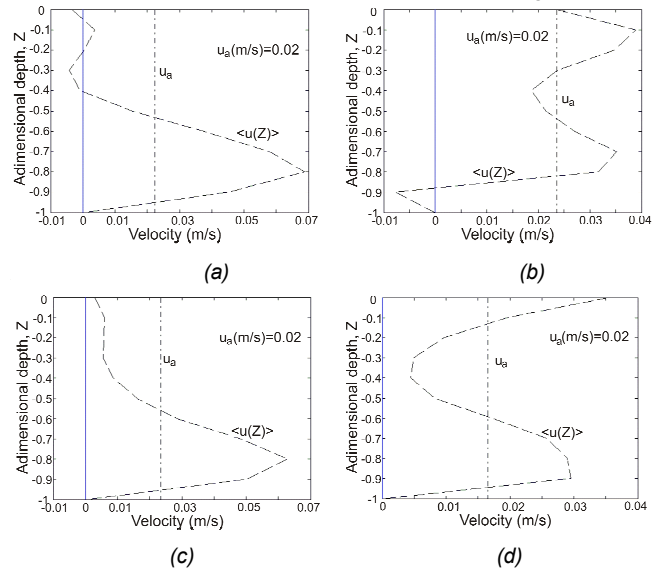 Adimensional depth, Z
0
-0.1
-0.2
-0.3
-0.4
-0.5
-0.6
-0.7
-0.8
-0.9
-1
uₐ(m/s)=0.02
uₐ
<u(Z)>
-0.01 0 0.01 0.03 0.05 0.07
Velocity (m/s)
(a)
Adimensional depth, Z
0
-0.1
-0.2
-0.3
-0.4
-0.5
-0.6
-0.7
-0.8
-0.9
-1
uₐ(m/s)=0.02
uₐ
<u(Z)>
-0.01 0 0.01 0.02 0.03 0.04
Velocity (m/s)
(b)
Adimensional depth, Z
0
-0.1
-0.2
-0.3
-0.4
-0.5
-0.6
-0.7
-0.8
-0.9
-1
uₐ(m/s)=0.02
uₐ
<u(Z)>
-0.01 0 0.01 0.03 0.05 0.07
Velocity (m/s)
(c)
Adimensional depth, Z
0
-0.1
-0.2
-0.3
-0.4
-0.5
-0.6
-0.7
-0.8
-0.9
-1
uₐ(m/s)=0.02
uₐ
<u(Z)>
0 0.01 0.02 0.03 0.04
Velocity (m/s)
(d)